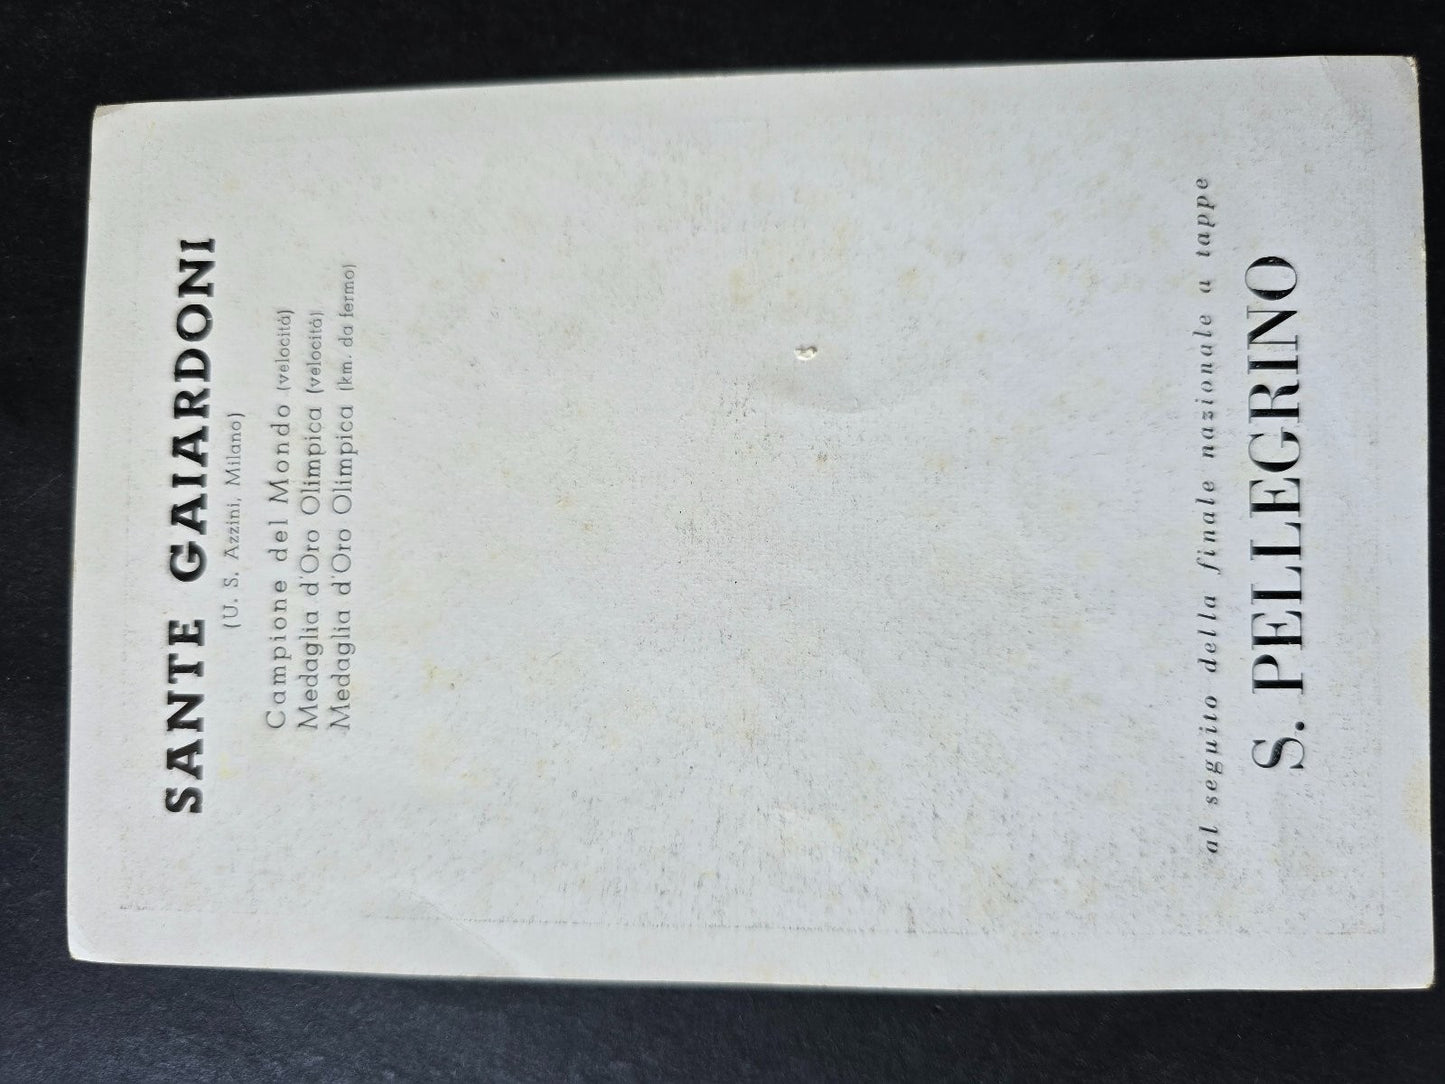 SANTE GAIARDONI
(U. S. Azzini, Milano)
Campione del Mondo (velocità)
Medaglia d'Oro Olimpica (velocità)
Medaglia d'Oro Olimpica (km. da fermo)
al seguito della finale nazionale a tappe
S. PELLEGRINO